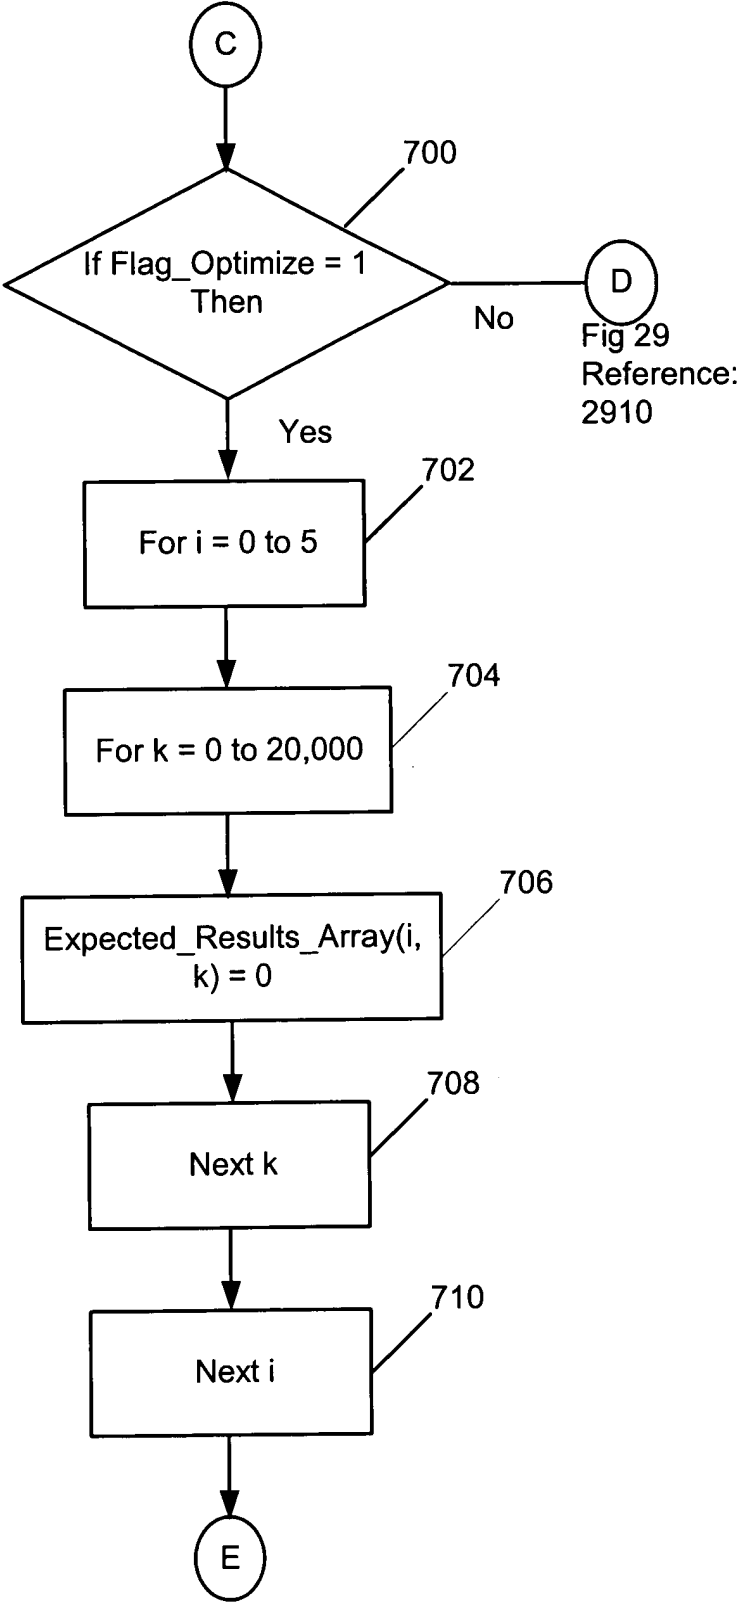 C
700
If Flag_Optimize = 1
Then
No
D
Fig 29
Reference:
2910
Yes
702
For i = 0 to 5
704
For k = 0 to 20,000
706
Expected_Results_Array(i,
k) = 0
708
Next k
710
Next i
E